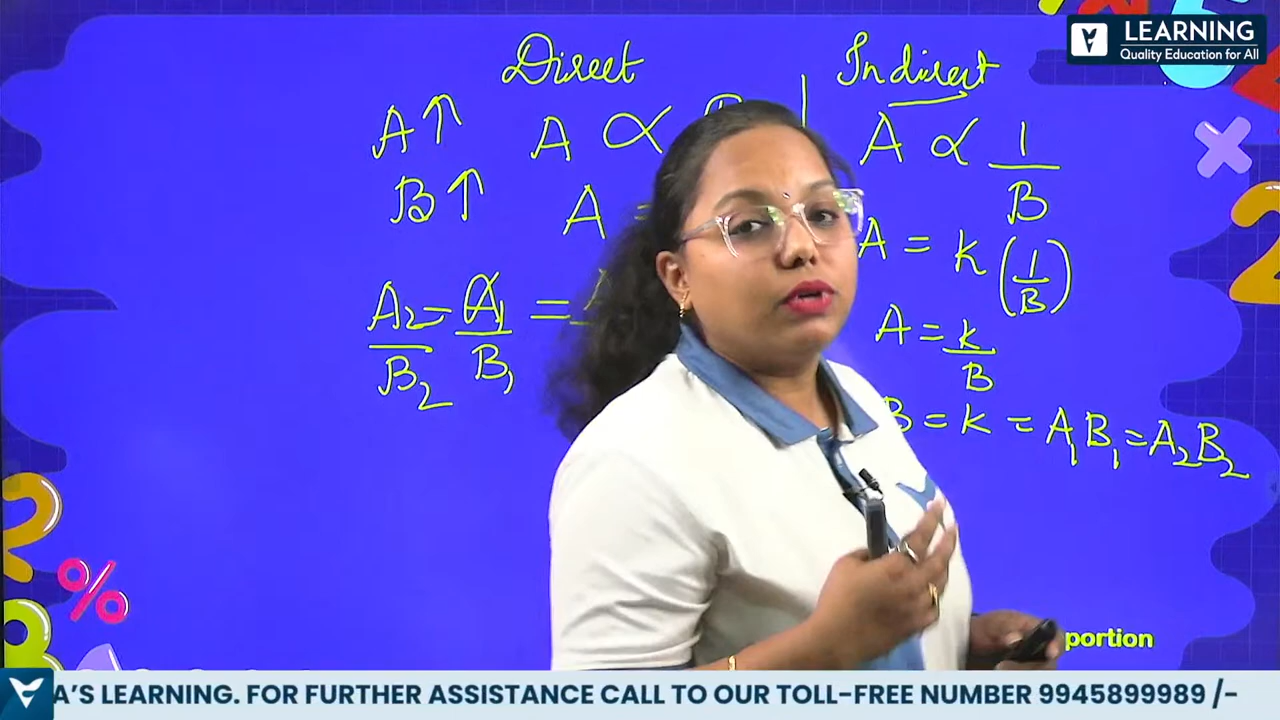 LEARNING
Quality Education for All
Direct
Indirect
A↑ A ∝
B↑ A =
A₂/B₂ = A₁/B₁ =
A ∝ 1/B
A = k(1/B)
A = k/B
B = K = A₁B₁ = A₂B₂
%
portion
A'S LEARNING. FOR FURTHER ASSISTANCE CALL TO OUR TOLL-FREE NUMBER 9945899989 /-